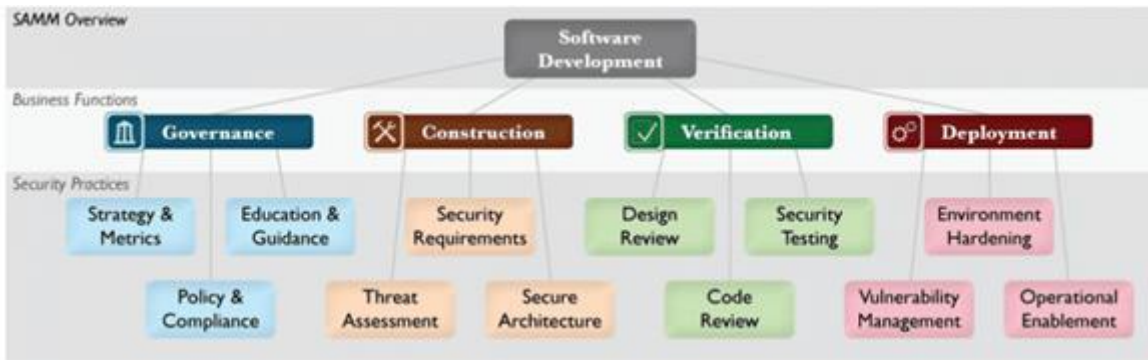 SAMM Overview
Software
Development
Business Functions
Governance
Construction
Verification
Deployment
Security Practices
Strategy &
Metrics
Education &
Guidance
Security
Requirements
Design
Review
Security
Testing
Environment
Hardening
Policy &
Compliance
Threat
Assessment
Secure
Architecture
Code
Review
Vulnerability
Management
Operational
Enablement